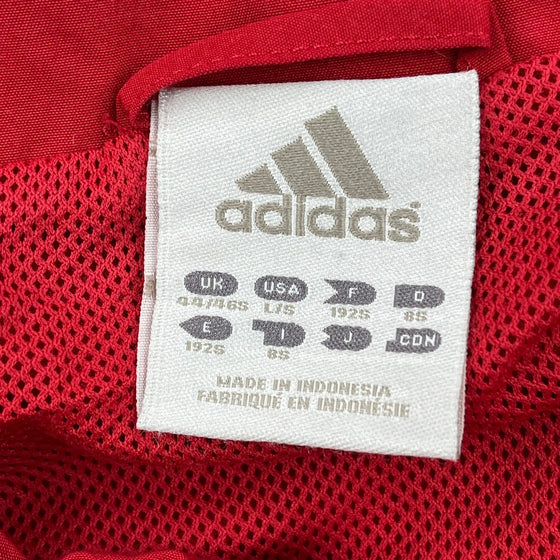 adidas
UK USA F D
44/46S L/S 192S 8S
E I J CDN
192S 8S
MADE IN INDONESIA
FABRIQUÉ EN INDONÉSIE